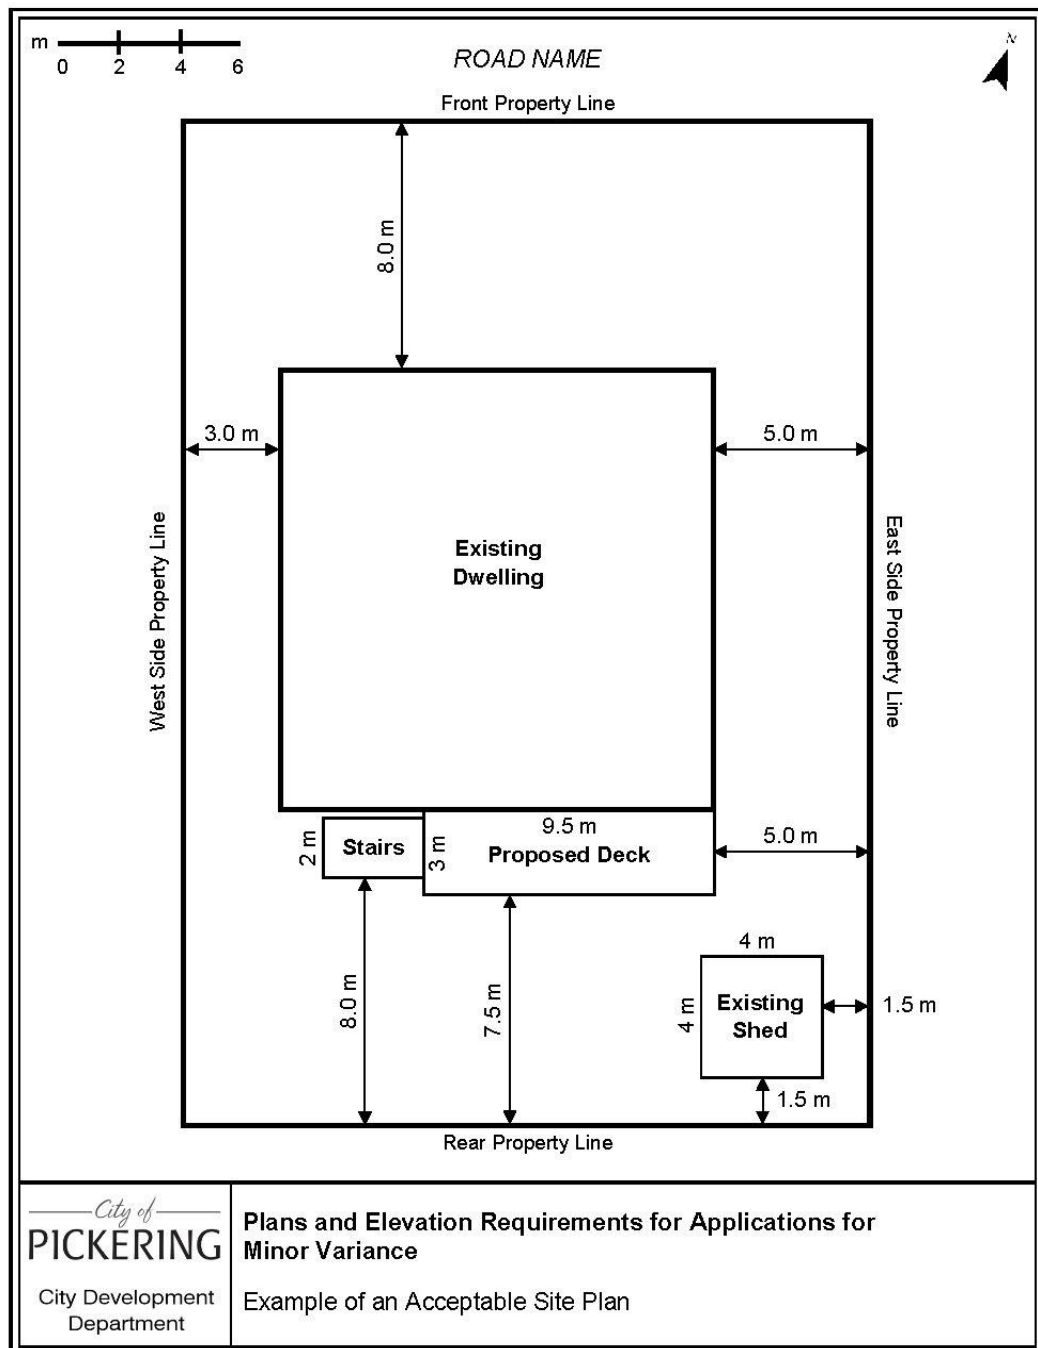 m
0 2 4 6
ROAD NAME
N
Front Property Line
8.0 m
3.0 m
5.0 m
West Side Property Line
Existing
Dwelling
East Side Property Line
2 m
Stairs
3 m
9.5 m
Proposed Deck
5.0 m
8.0 m
7.5 m
4 m
4 m
Existing
Shed
1.5 m
1.5 m
Rear Property Line
City of
PICKERING
City Development
Department
Plans and Elevation Requirements for Applications for
Minor Variance
Example of an Acceptable Site Plan